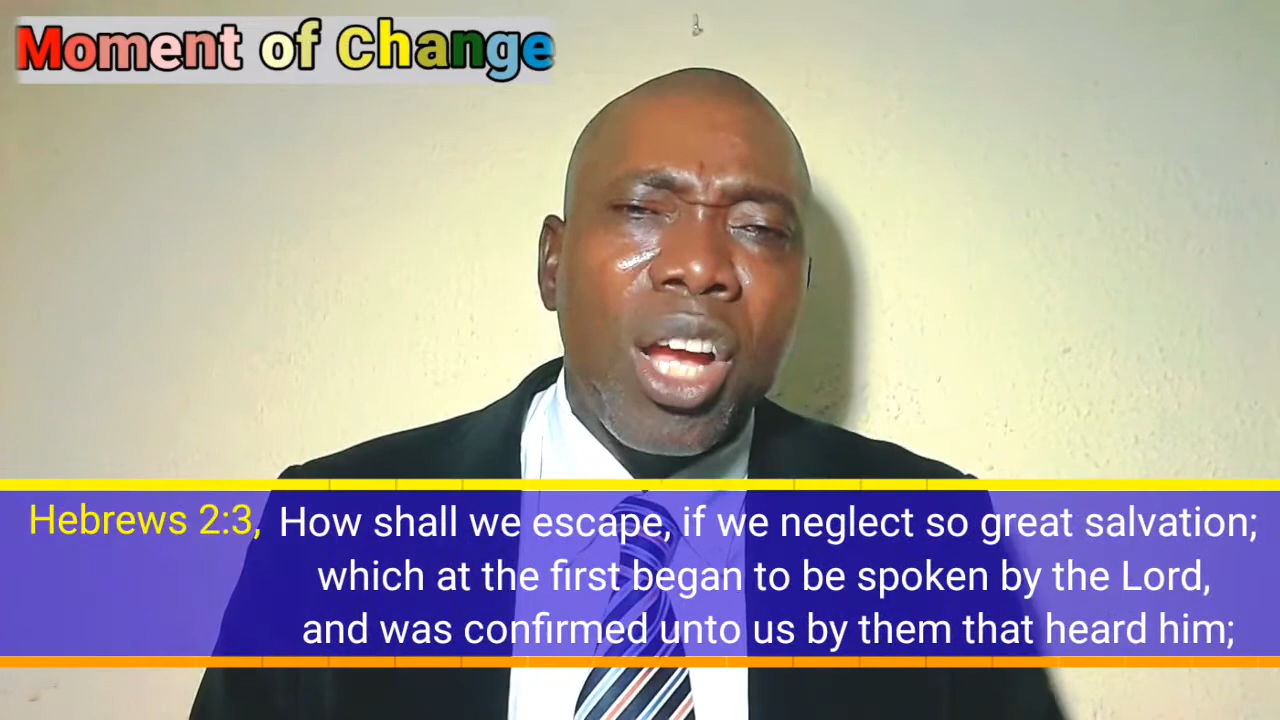 Moment of Change
Hebrews 2:3, How shall we escape, if we neglect so great salvation;
which at the first began to be spoken by the Lord,
and was confirmed unto us by them that heard him;